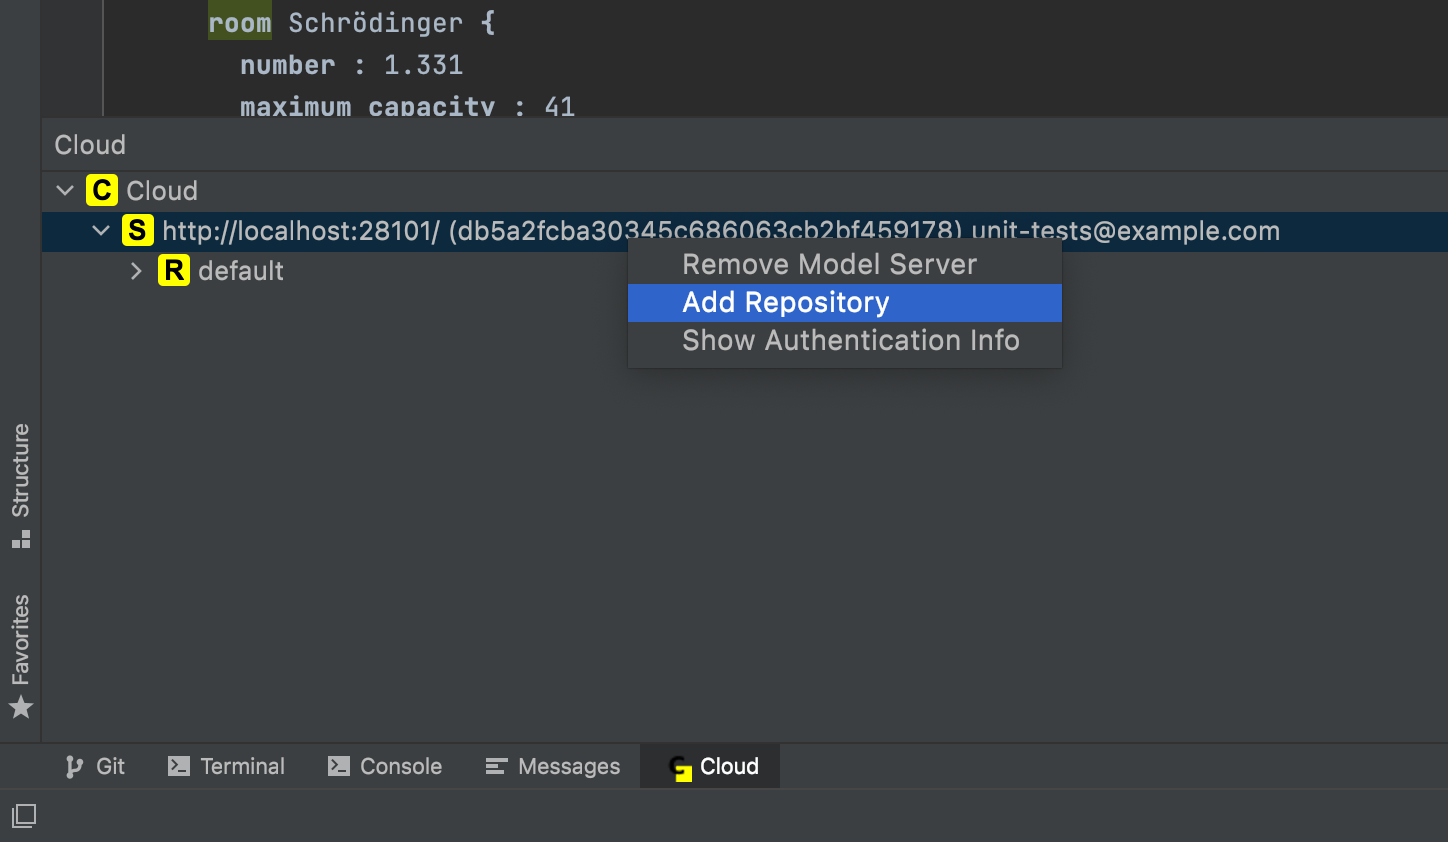 room Schrödinger {
number : 1.331
maximum capacity : 41
Cloud
C Cloud
S http://localhost:28101/ (db5a2fcba30345c686063cb2bf459178) unit-tests@example.com
R default
Remove Model Server
Add Repository
Show Authentication Info
Structure
Favorites
Git Terminal Console Messages Cloud